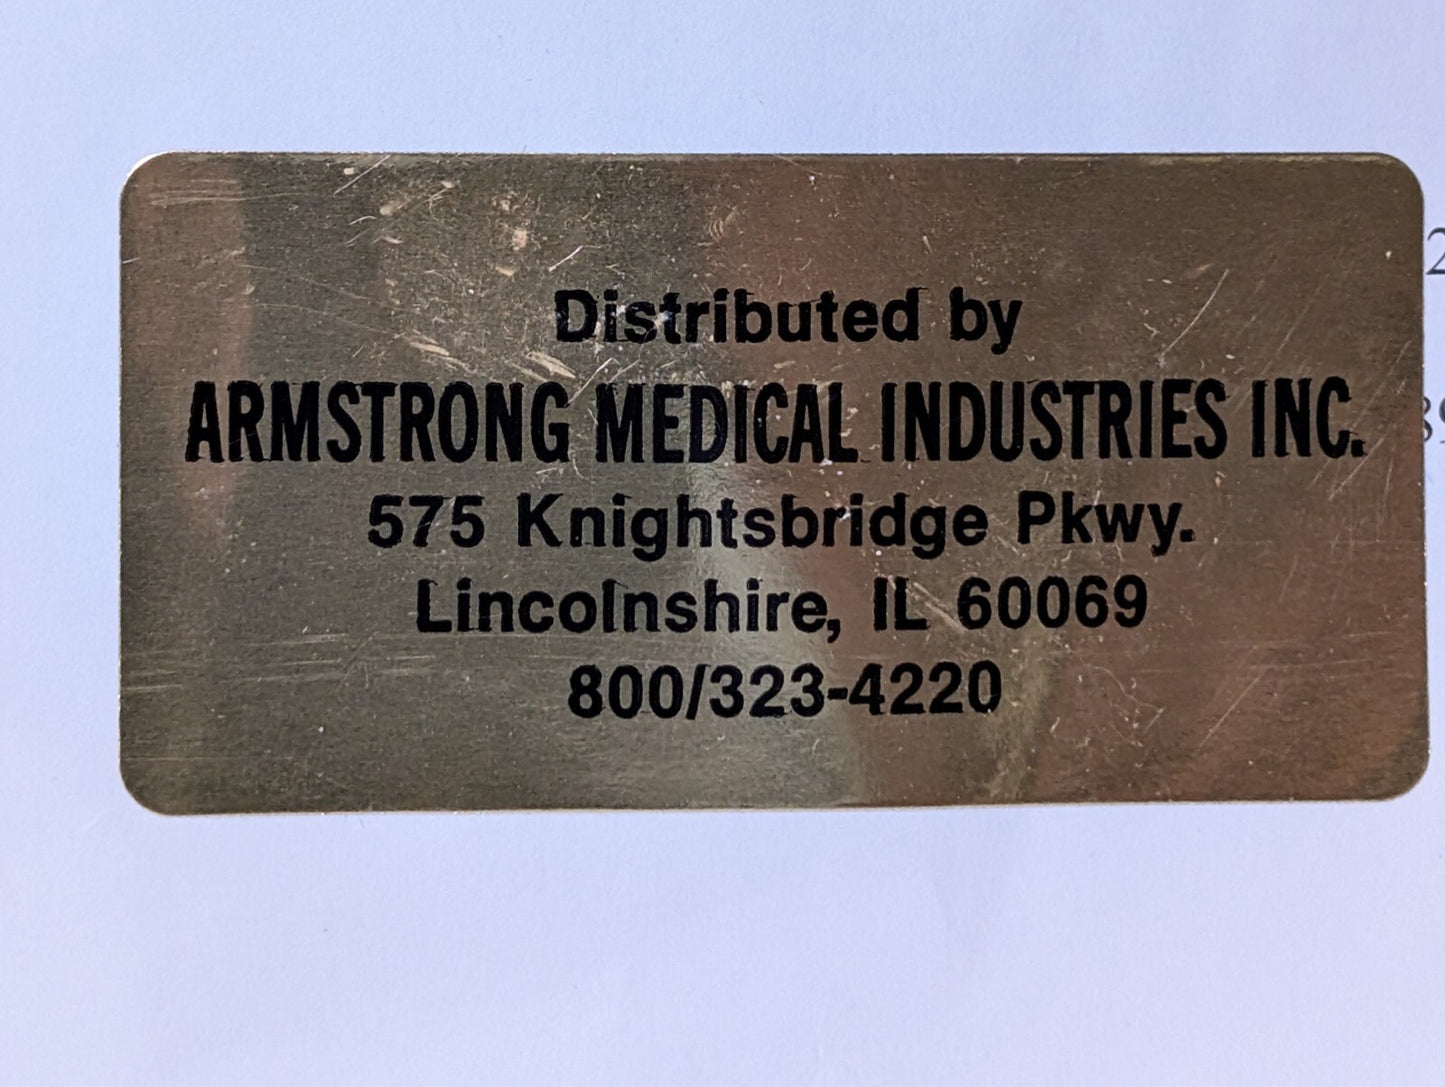 Distributed by
ARMSTRONG MEDICAL INDUSTRIES INC.
575 Knightsbridge Pkwy.
Lincolnshire, IL 60069
800/323-4220